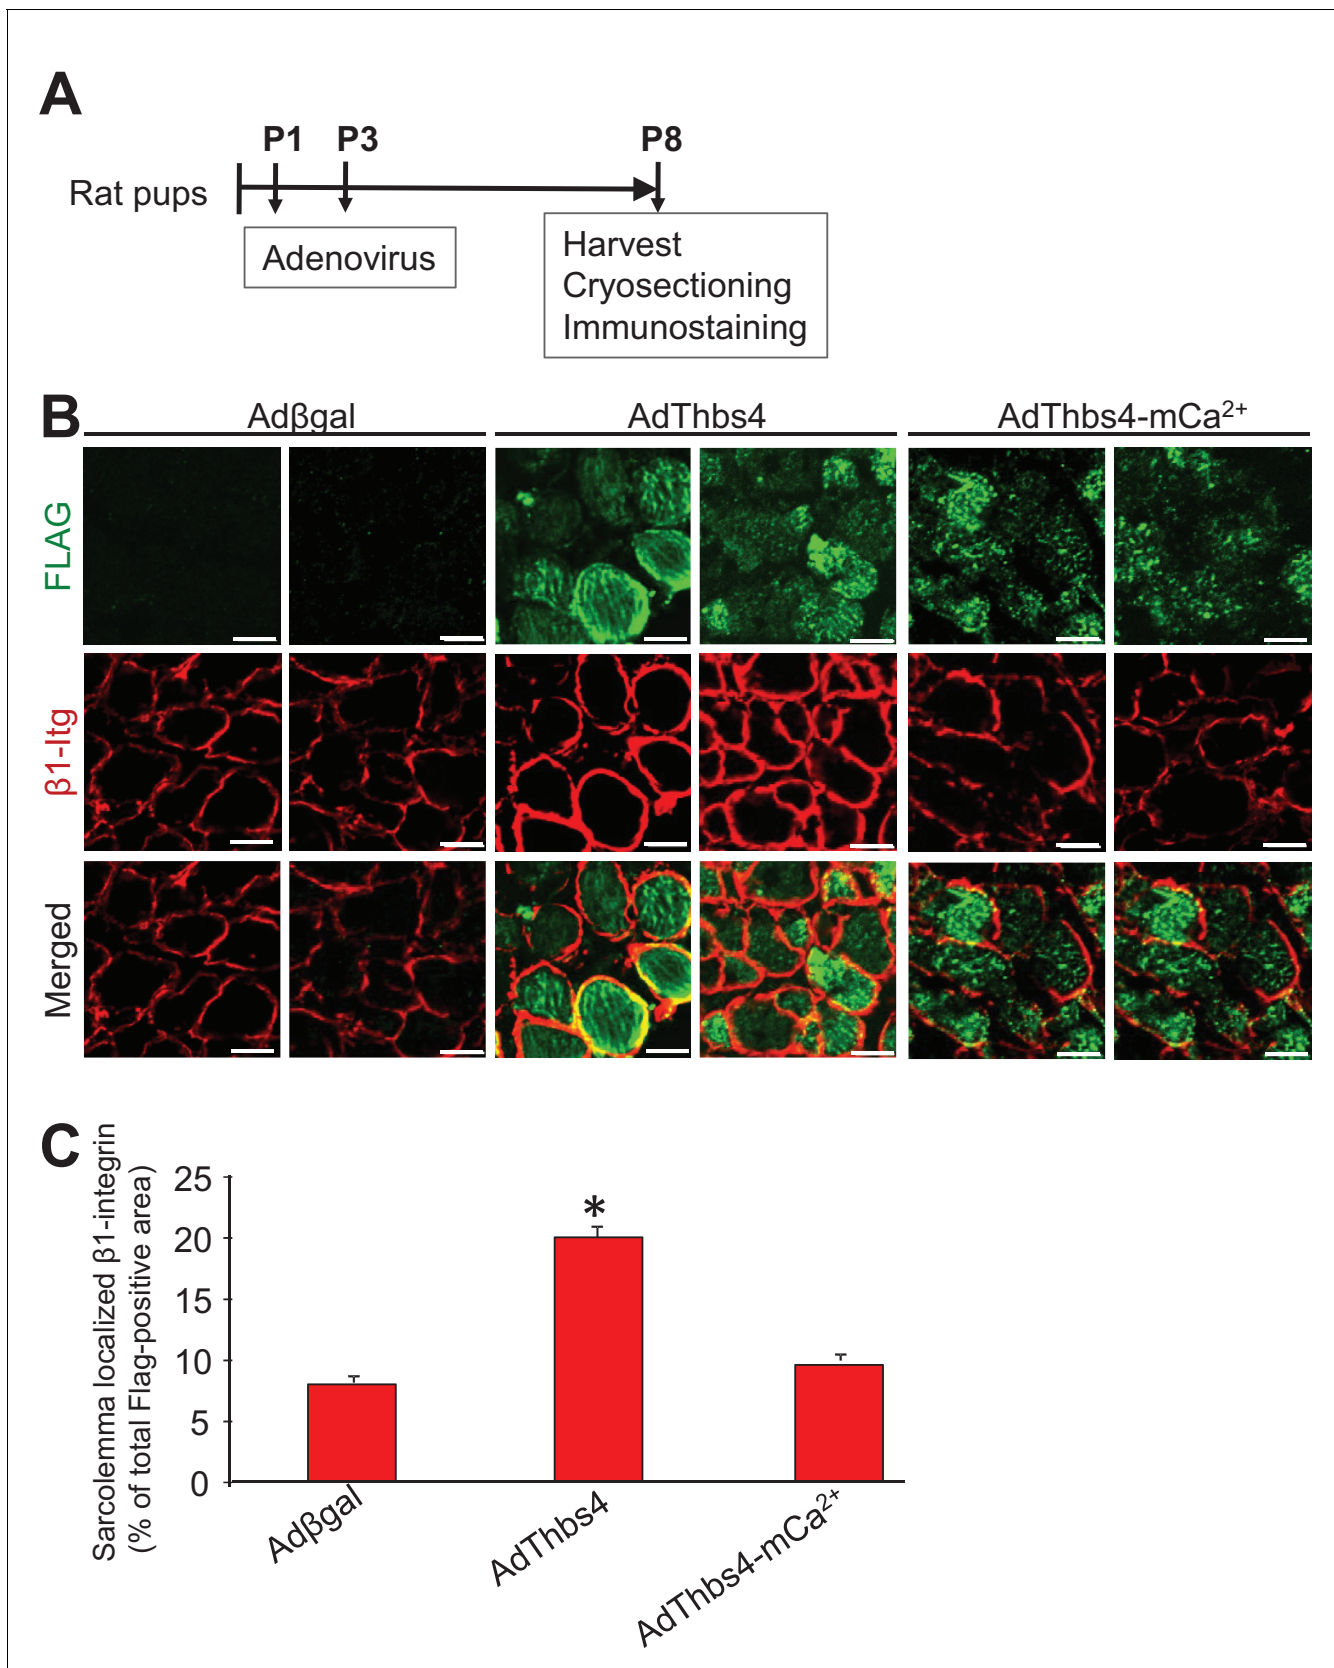 A
P1 P3 P8
Rat pups
Adenovirus
Harvest
Cryosectioning
Immunostaining
B
Adβgal AdThbs4 AdThbs4-mCa²⁺
FLAG
β1-Itg
Merged
C
Sarcolemma localized β1-integrin
(% of total Flag-positive area)
25
20
15
10
5
0
*
Adβgal
AdThbs4
AdThbs4-mCa²⁺